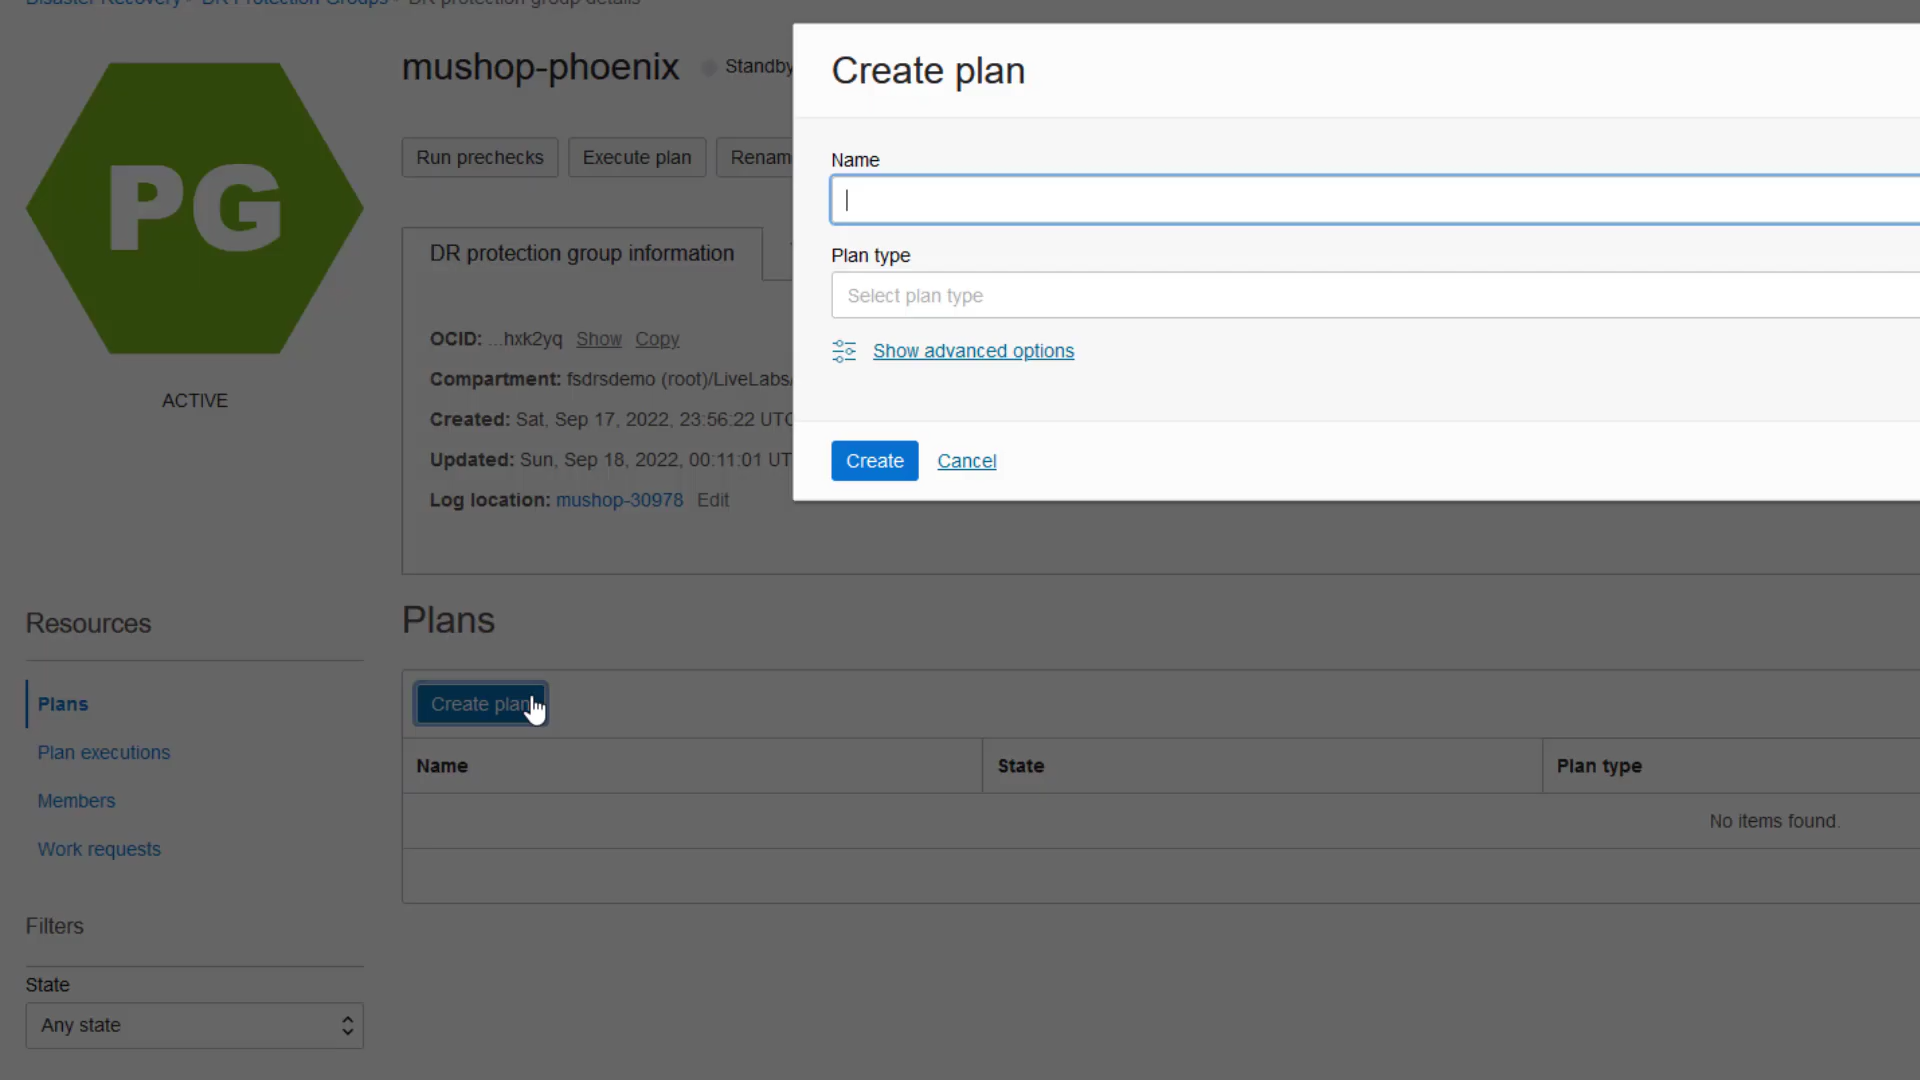 Disaster Recovery DR Protection Groups DR protection group details
PG
ACTIVE
mushop-phoenix Standby
Run prechecks Execute plan Renam
DR protection group information
OCID: ...hxk2yq Show Copy
Compartment: fsdrsdemo (root)/LiveLabs/
Created: Sat, Sep 17, 2022, 23:56:22 UTC
Updated: Sun, Sep 18, 2022, 00:11:01 UT
Log location: mushop-30978 Edit
Create plan
Name
Plan type
Select plan type
Show advanced options
Create Cancel
Resources
Plans
Plan executions
Members
Work requests
Filters
State
Any state
Plans
Create plan
Name State Plan type
No items found.